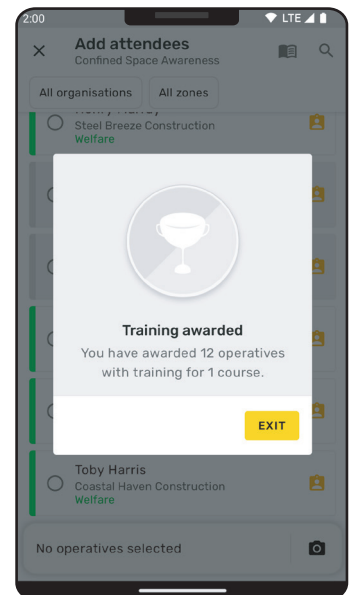 2:00
LTE
Add attendees
Confined Space Awareness
All organisations
All zones
Steel Breeze Construction
Welfare
Training awarded
You have awarded 12 operatives
with training for 1 course.
EXIT
Toby Harris
Coastal Haven Construction
Welfare
No operatives selected